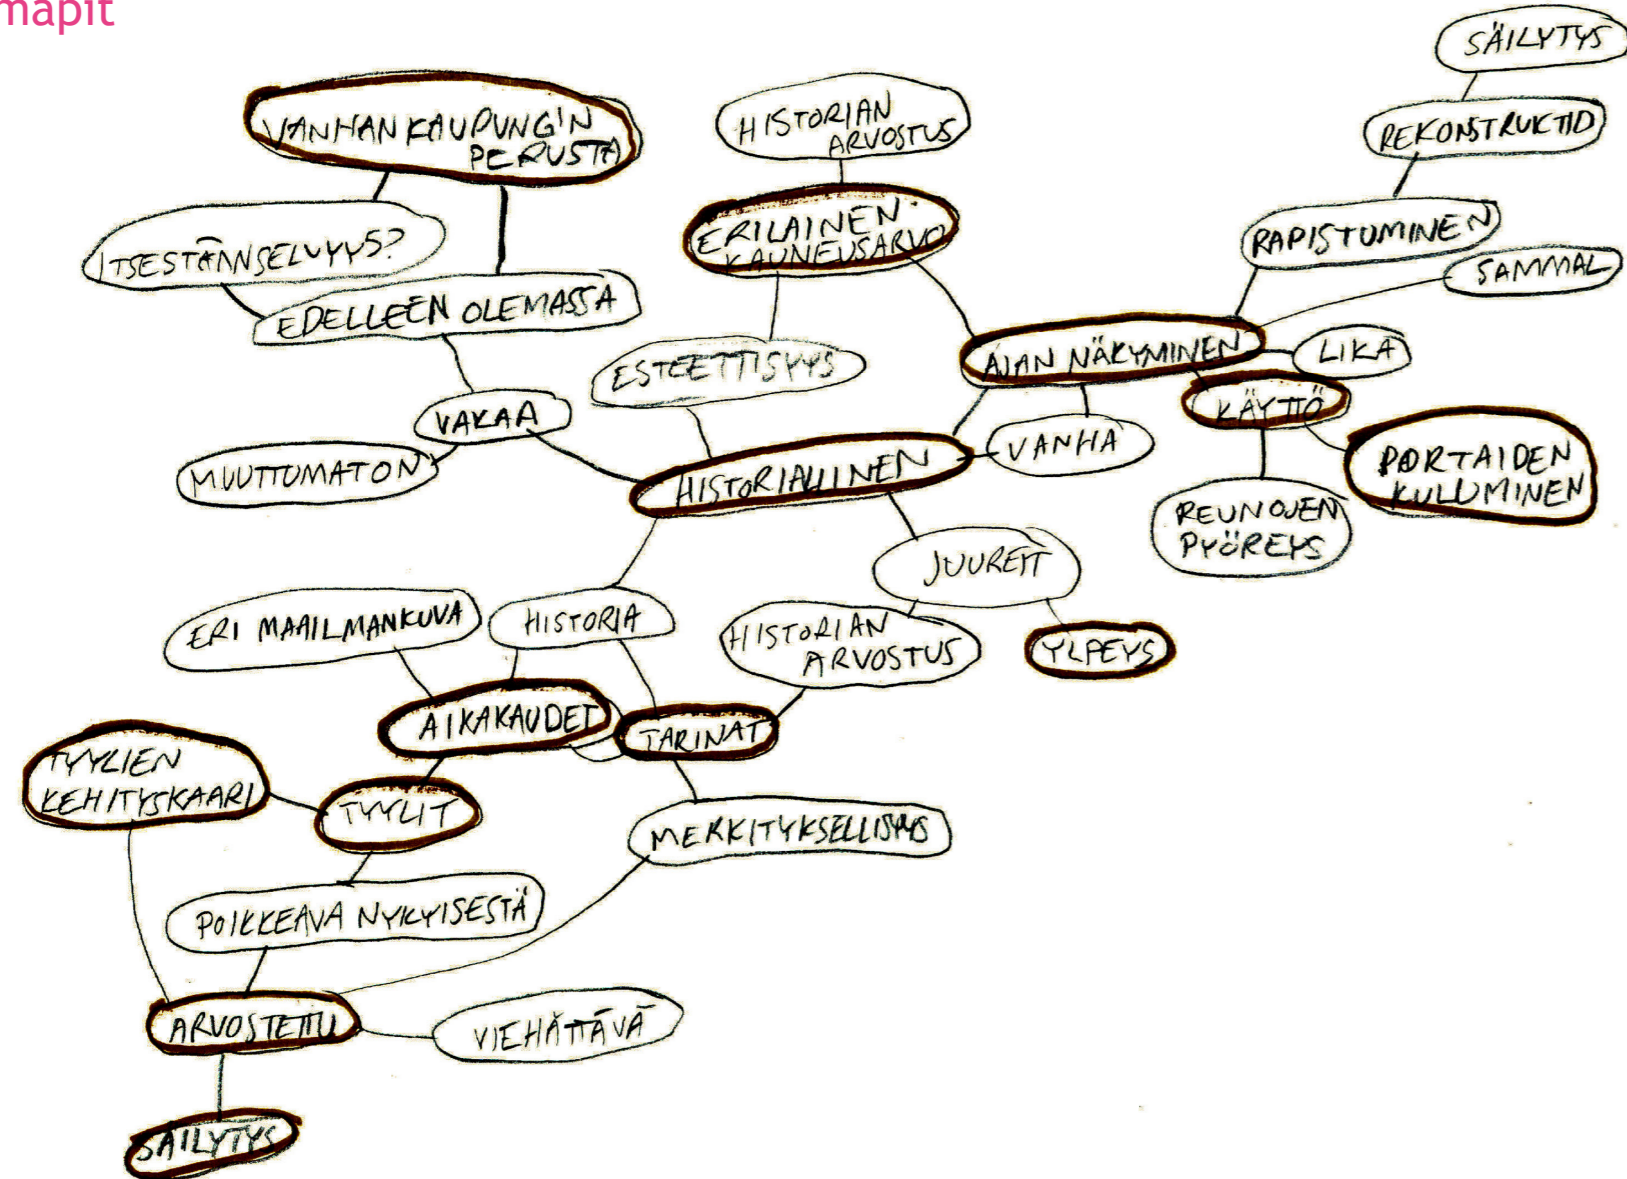 mapit
SÄILYTYS
VANHAN KAUPUNGIN
PERUSTA
HISTORIAN
ARVOSTUS
REKONSTRUKTIO
ITSESTÄÄNSELVYYS?
ERILAINEN
KAUNEUSARVO
RAPISTUMINEN
SAMMAL
EDELLEEN OLEMASSA
ESTEETTISYYS
AJAN NÄKYMINEN
LIKA
KÄYTTÖ
VAKAA
VANHA
PORTAIDEN
KULUMINEN
MUUTTUMATON
HISTORIALLINEN
REUNOJEN
PYÖREYS
JUURET
ERI MAAILMANKUVA
HISTORIA
HISTORIAN
ARVOSTUS
YLPEYS
AIKAKAUDET
TARINAT
TYYLIEN
KEHITYSKAARI
TYYLIT
MERKITYKSELLISYYS
POIKKEAVA NYKYISESTÄ
ARVOSTETTU
VIEHÄTTÄVÄ
SÄILYTYS